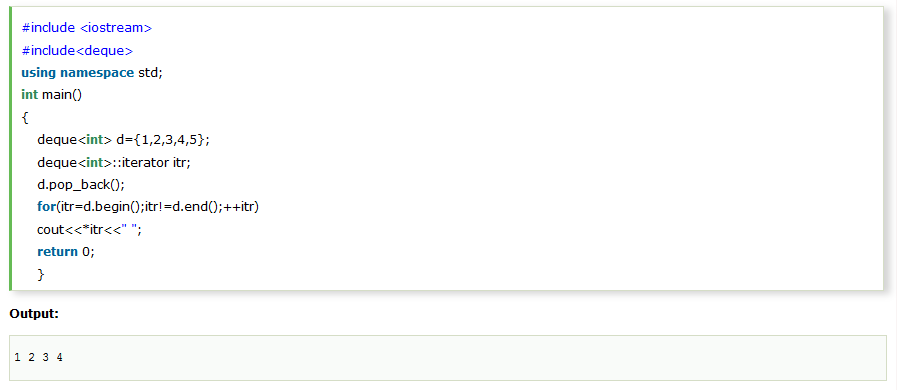 #include <iostream>
#include<deque>
using namespace std;
int main()
{
deque<int> d={1,2,3,4,5};
deque<int>::iterator itr;
d.pop_back();
for(itr=d.begin();itr!=d.end();++itr)
cout<<*itr<<" ";
return 0;
}
Output:
1 2 3 4